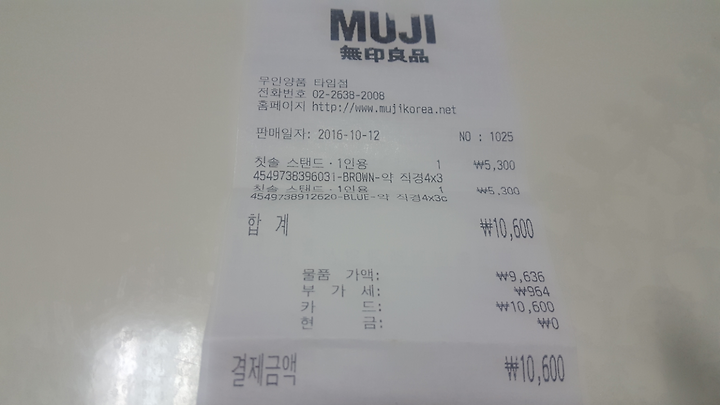 MUJI
無印良品
무인양품 타임점
전화번호 02-2638-2008
홈페이지 http://www.mujikorea.net
판매일자: 2016-10-12 NO : 1025
칫솔 스탠드·1인용 1 ₩5,300
4549738396031-BROWN-약 직경4x3
칫솔 스탠드·1인용 1 ₩5,300
4549738912620-BLUE-약 직경4x3c
합 계 ₩10,600
물품 가액: ₩9,636
부 가 세: ₩964
카 드: ₩10,600
현 금: ₩0
결제금액 ₩10,600